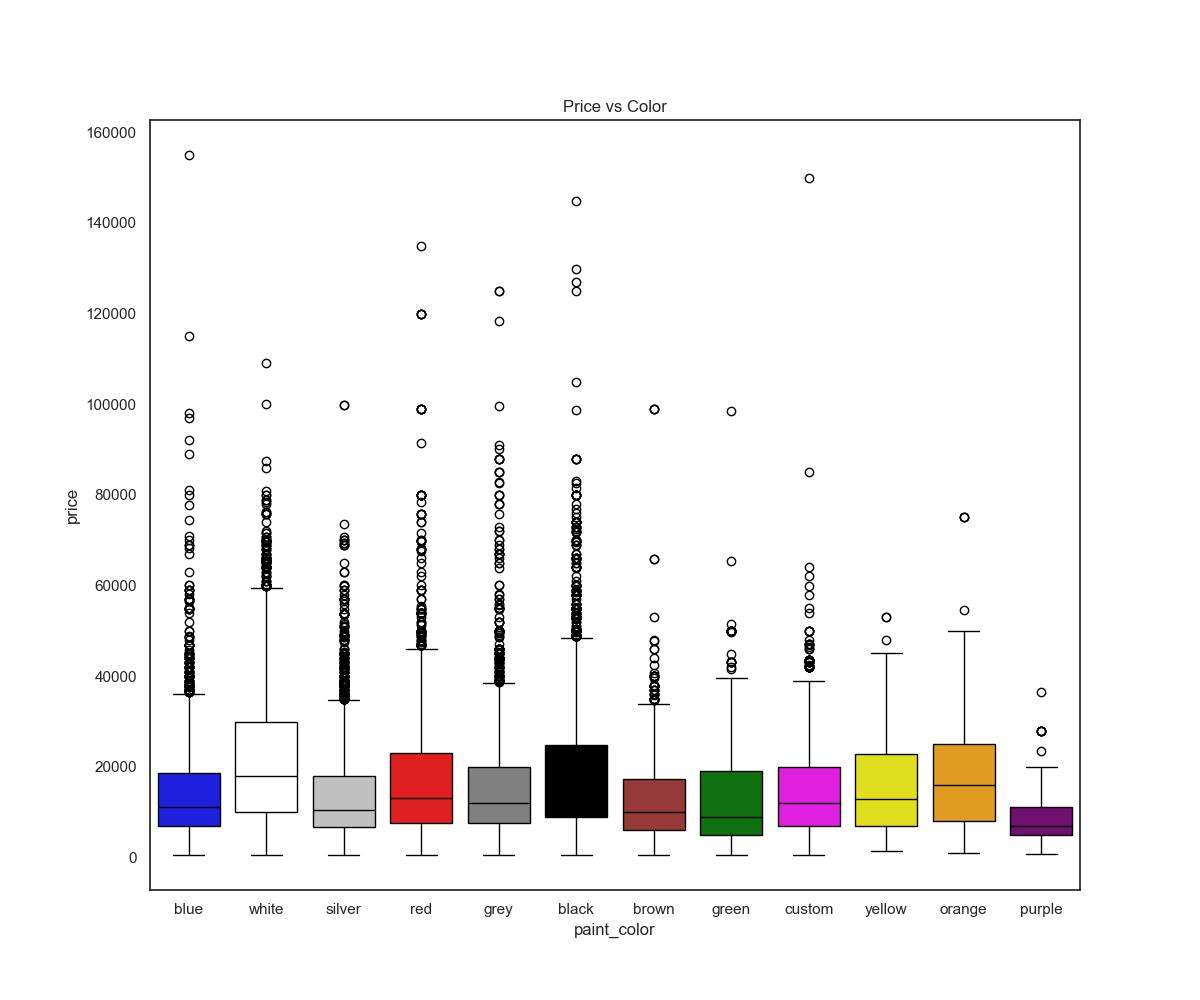 Price vs Color
160000
140000
120000
100000
80000
60000
40000
20000
0
price
blue white silver red grey black brown green custom yellow orange purple
paint_color